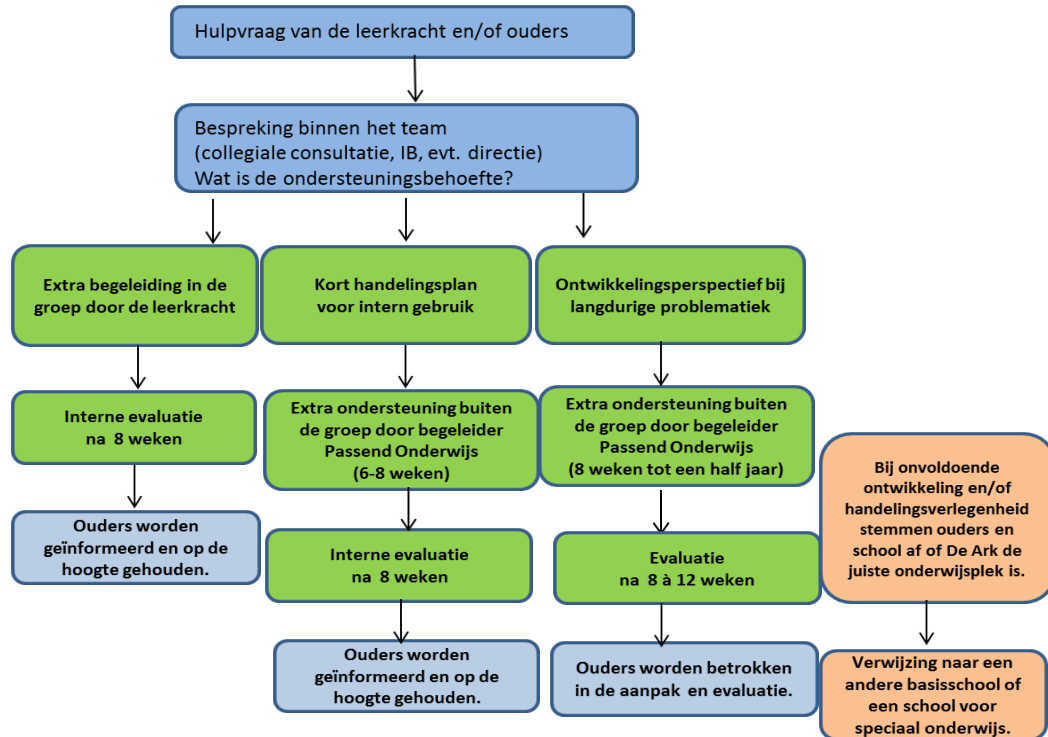 Hulpvraag van de leerkracht en/of ouders
Bespreking binnen het team
(collegiale consultatie, IB, evt. directie)
Wat is de ondersteuningsbehoefte?
Extra begeleiding in de
groep door de leerkracht
Interne evaluatie
na 8 weken
Ouders worden
geïnformeerd en op de
hoogte gehouden.
Kort handelingsplan
voor intern gebruik
Extra ondersteuning buiten
de groep door begeleider
Passend Onderwijs
(6-8 weken)
Interne evaluatie
na 8 weken
Ouders worden
geïnformeerd en op de
hoogte gehouden.
Ontwikkelingsperspectief bij
langdurige problematiek
Extra ondersteuning buiten
de groep door begeleider
Passend Onderwijs
(8 weken tot een half jaar)
Evaluatie
na 8 à 12 weken
Ouders worden betrokken
in de aanpak en evaluatie.
Bij onvoldoende
ontwikkeling en/of
handelingsverlegenheid
stemmen ouders en
school af of De Ark de
juiste onderwijsplek is.
Verwijzing naar een
andere basisschool of
een school voor
speciaal onderwijs.